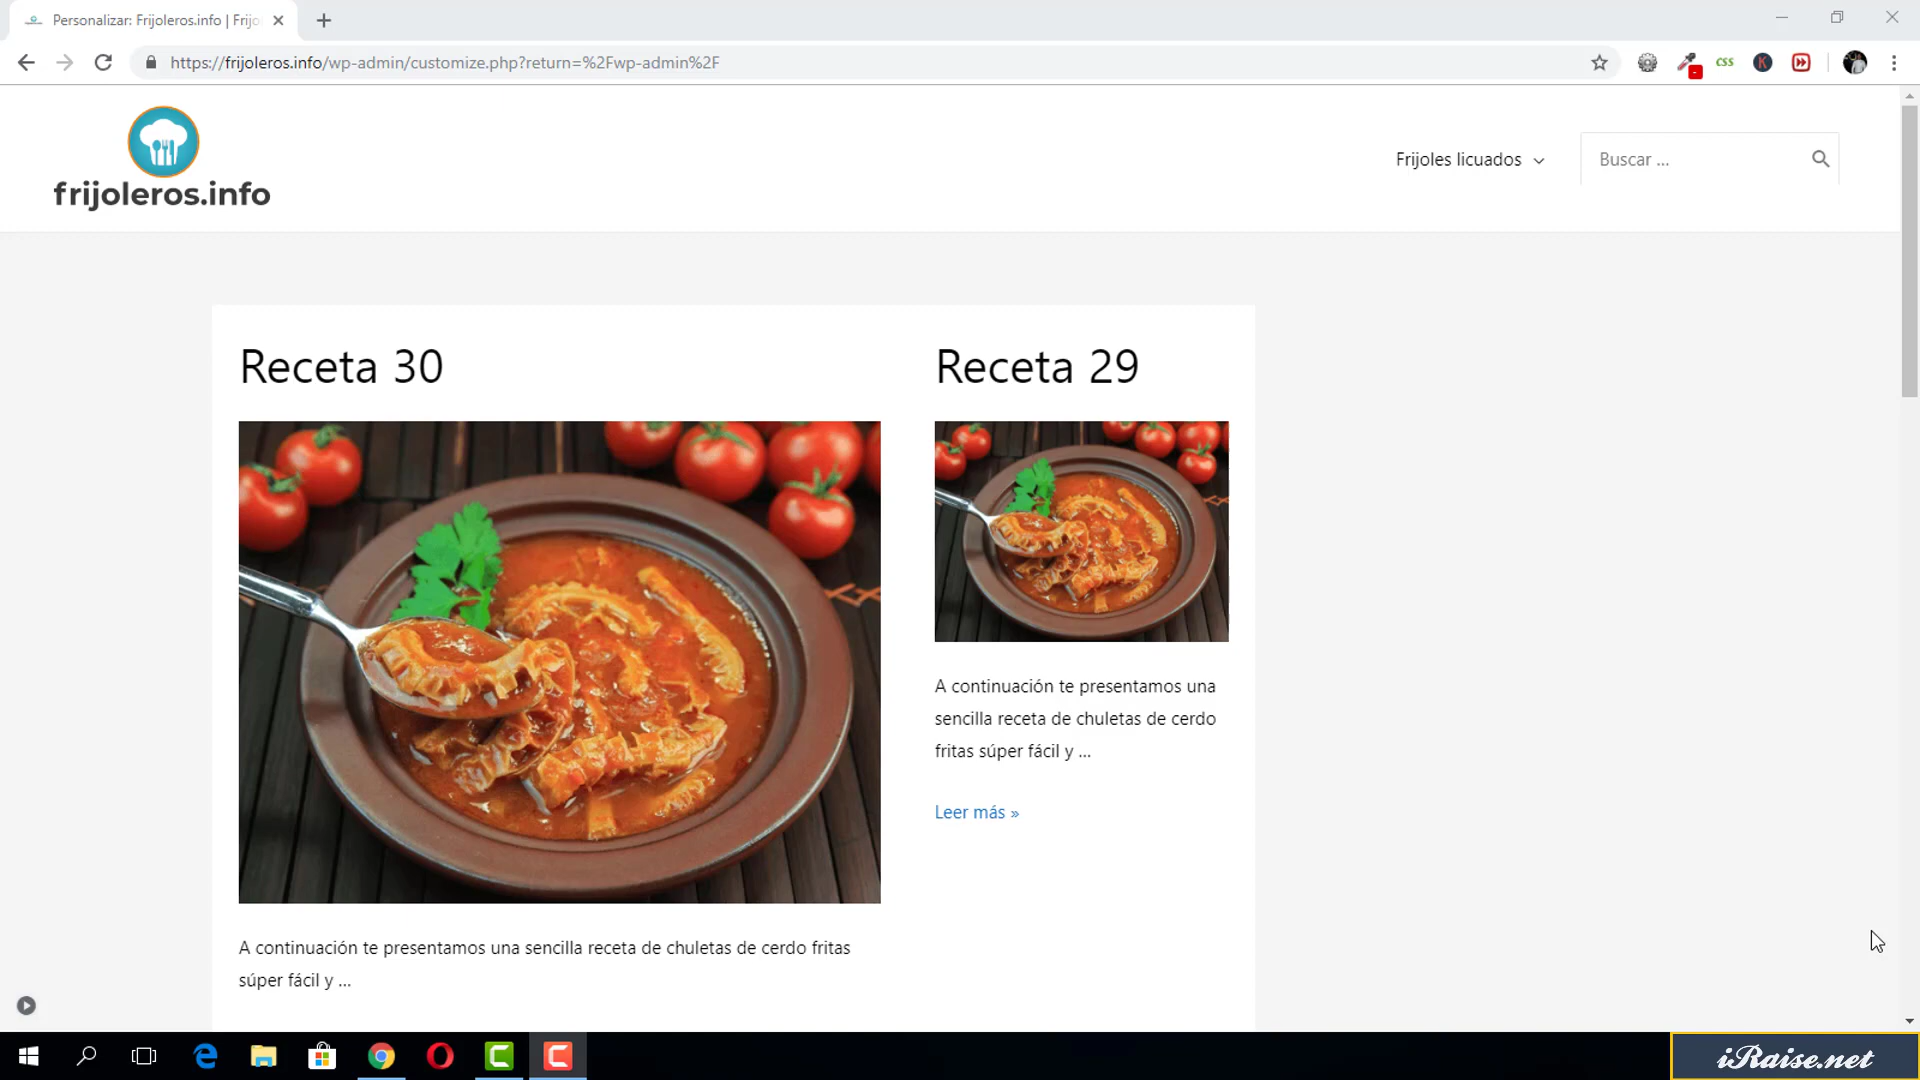 Personalizar: Frijoleros.info | Frijo
https://frijoleros.info/wp-admin/customize.php?return=%2Fwp-admin%2F
css
K
frijoleros.info
Frijoles licuados
Buscar ...
Receta 30
Receta 29
A continuación te presentamos una
sencilla receta de chuletas de cerdo
fritas súper fácil y ...
Leer más »
A continuación te presentamos una sencilla receta de chuletas de cerdo fritas
súper fácil y ...
iRaise.net